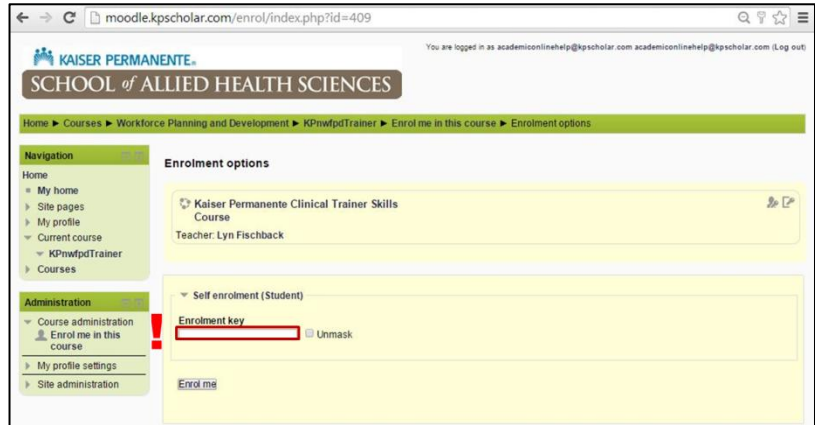 moodle.kpscholar.com/enrol/index.php?id=409
You are logged in as academiconlinehelp@kpscholar.com academiconlinehelp@kpscholar.com (Log out)
KAISER PERMANENTE®
SCHOOL of ALLIED HEALTH SCIENCES
Home ► Courses ► Workforce Planning and Development ► KPnwfpdTrainer ► Enrol me in this course ► Enrolment options
Navigation
Home
My home
Site pages
My profile
Current course
KPnwfpdTrainer
Courses
Administration
Course administration
Enrol me in this
course
My profile settings
Site administration
Enrolment options
Kaiser Permanente Clinical Trainer Skills
Course
Teacher: Lyn Fischback
Self enrolment (Student)
!
Enrolment key
Unmask
Enrol me